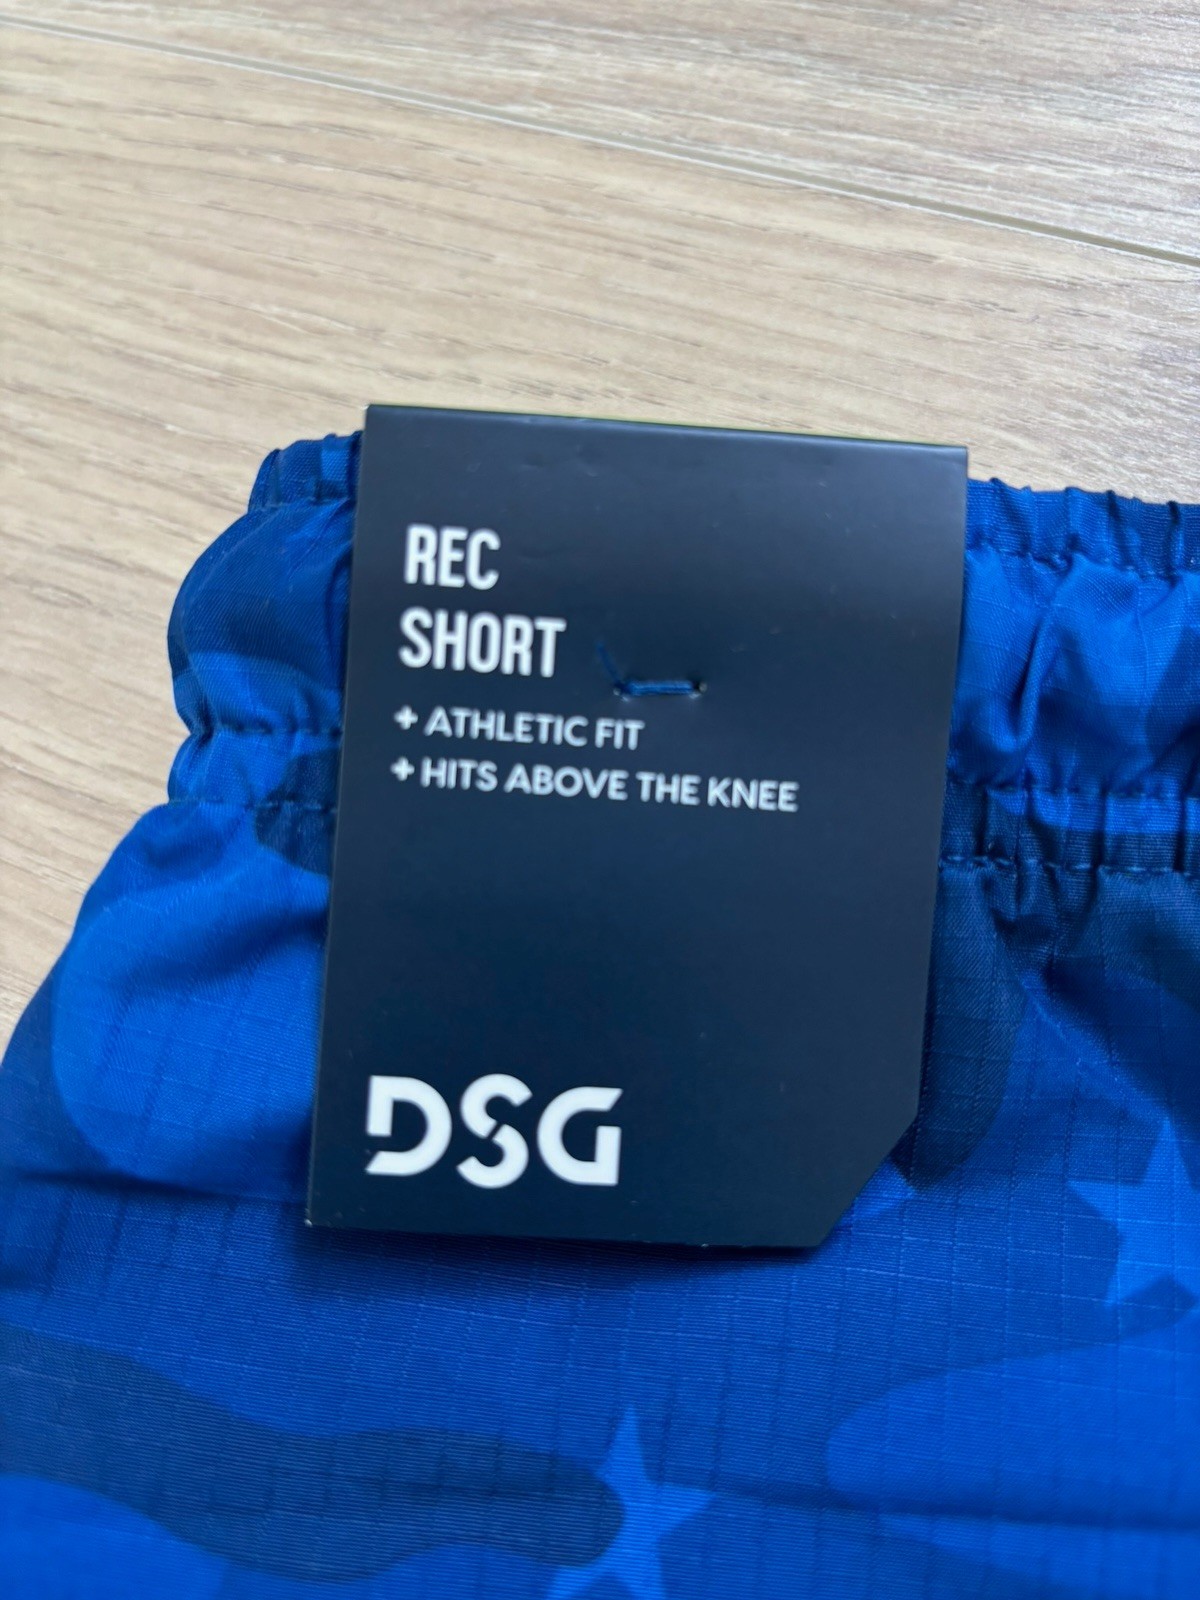 REC
SHORT
+ ATHLETIC FIT
+ HITS ABOVE THE KNEE
DSG